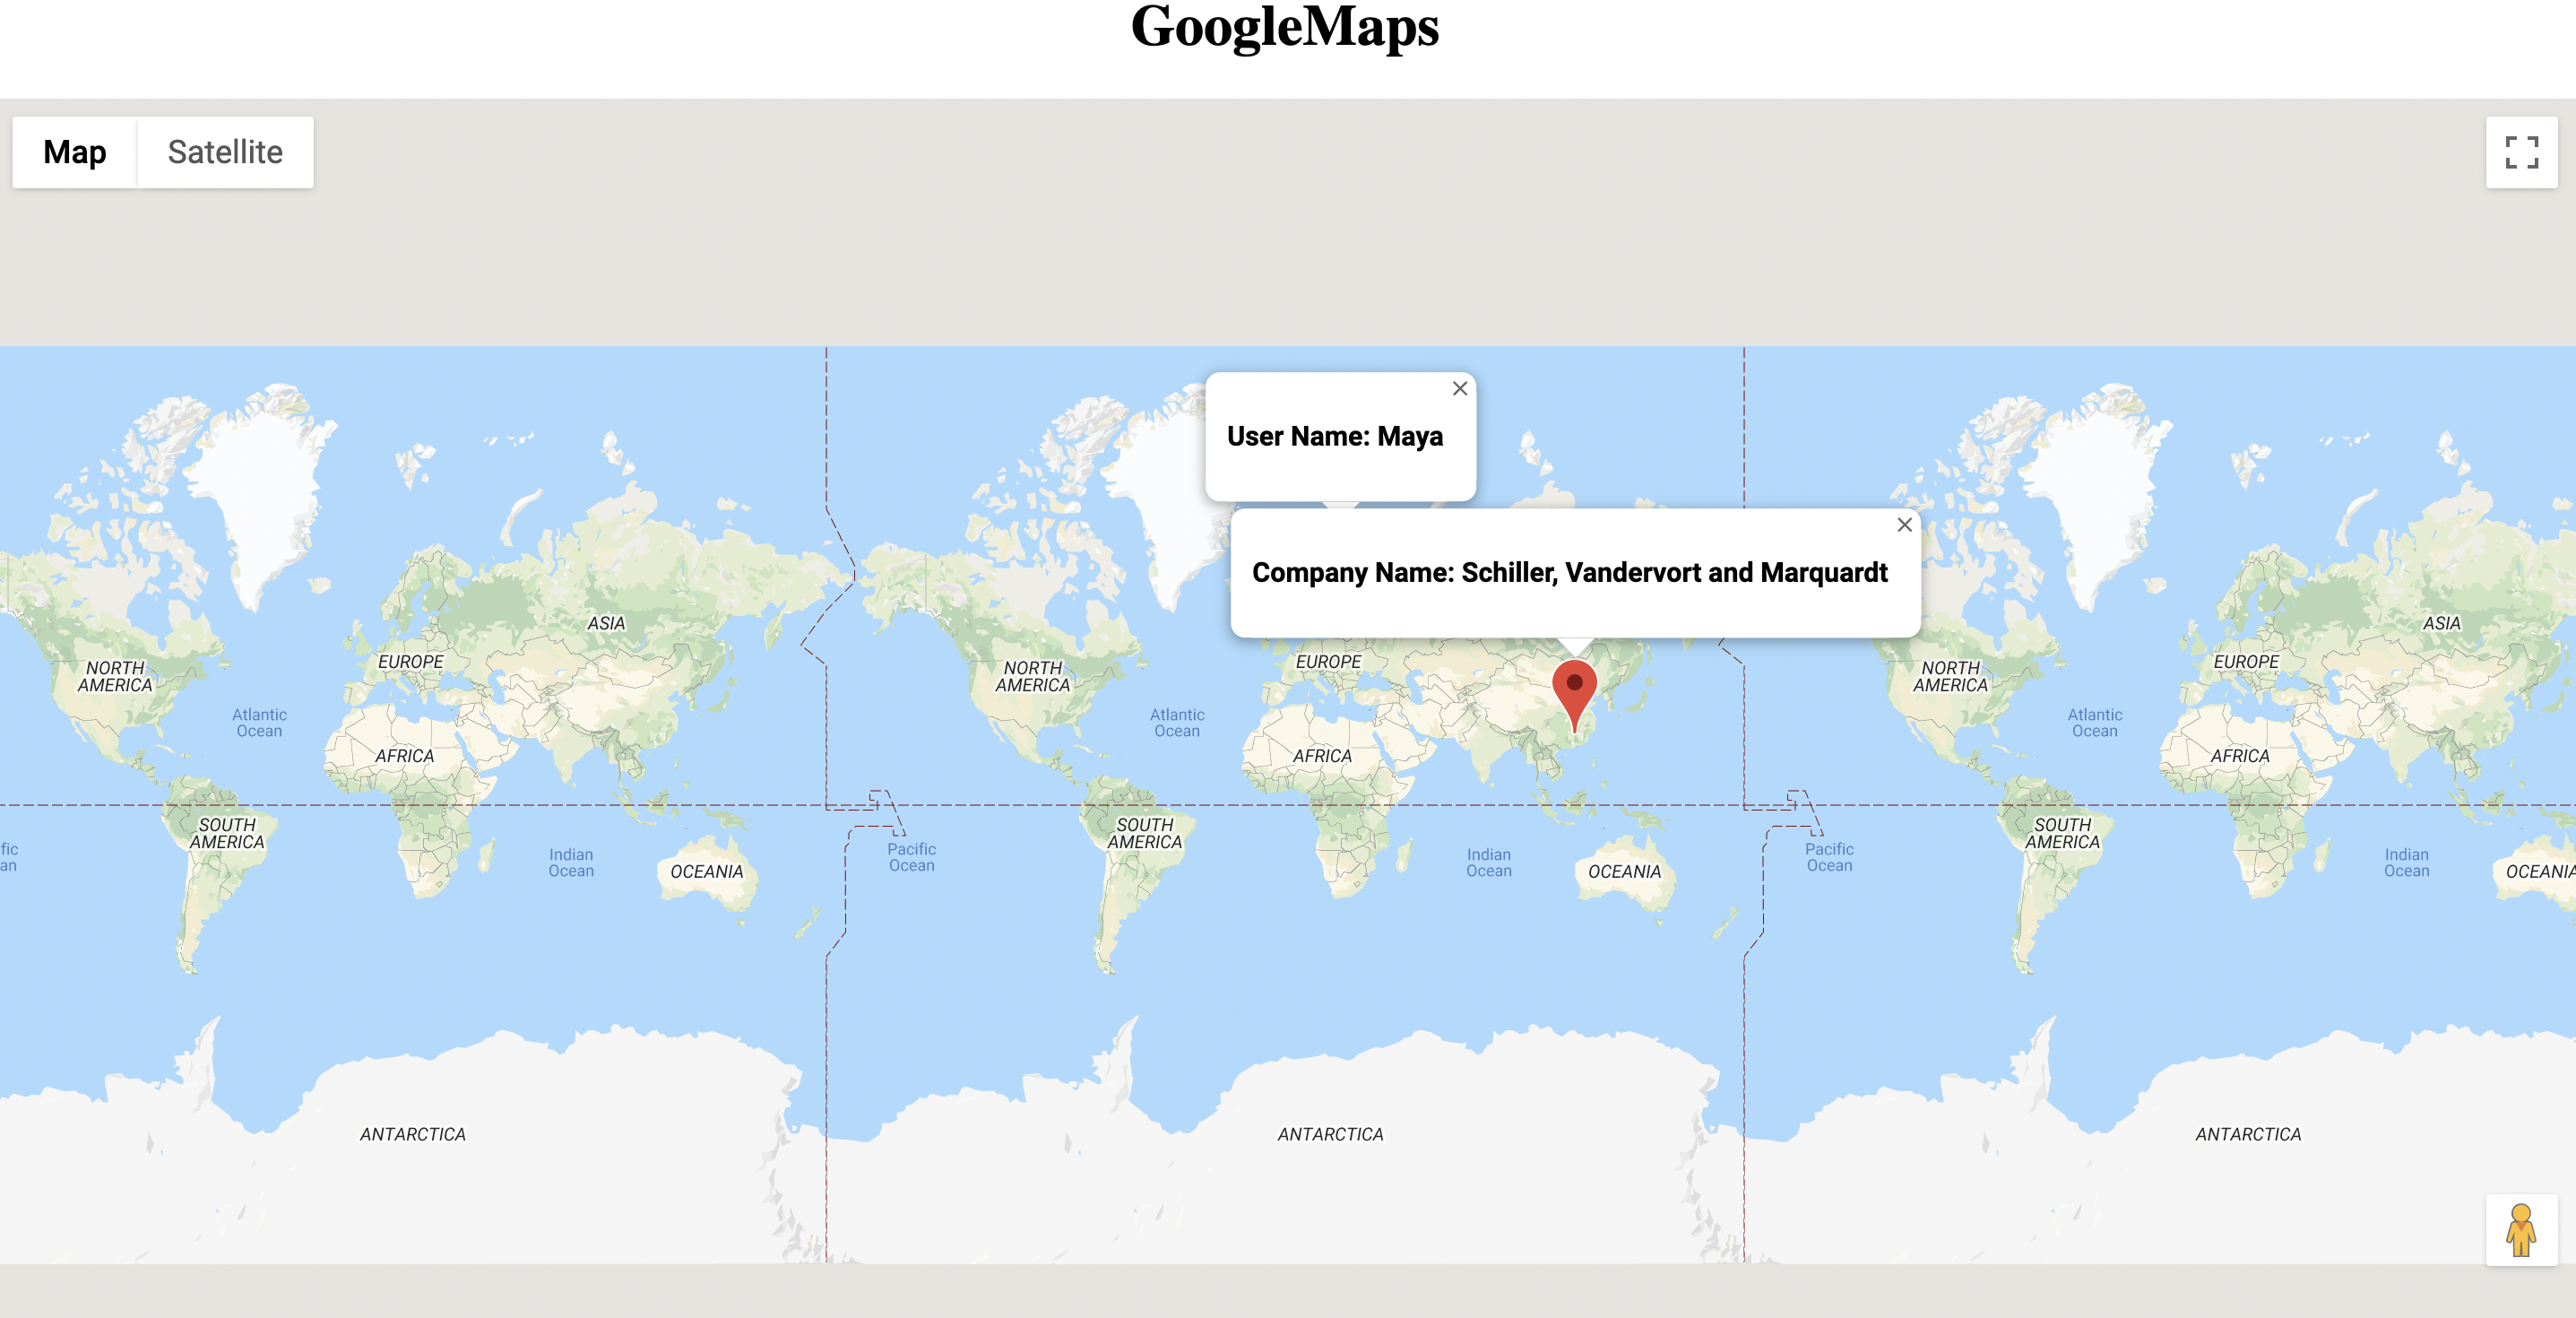 GoogleMaps
Map
Satellite
User Name: Maya
Company Name: Schiller, Vandervort and Marquardt
ASIA
ASIA
EUROPE
EUROPE
EUROPE
NORTH
AMERICA
NORTH
AMERICA
NORTH
AMERICA
Atlantic
Ocean
Atlantic
Ocean
Atlantic
Ocean
AFRICA
AFRICA
AFRICA
SOUTH
AMERICA
SOUTH
AMERICA
SOUTH
AMERICA
fic
an
Indian
Ocean
Pacific
Ocean
Indian
Ocean
Pacific
Ocean
Indian
Ocean
OCEANIA
OCEANIA
OCEANIA
ANTARCTICA
ANTARCTICA
ANTARCTICA